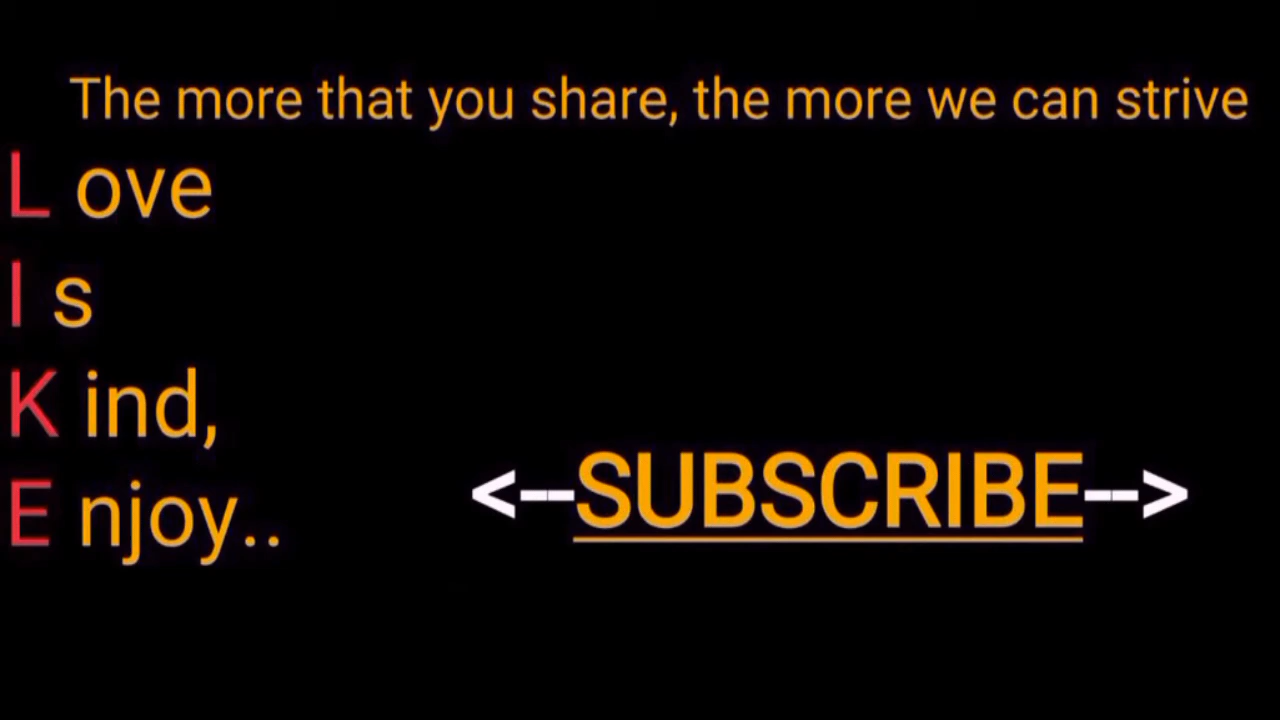 The more that you share, the more we can strive
L ove
I s
K ind,
E njoy..
<--SUBSCRIBE-->